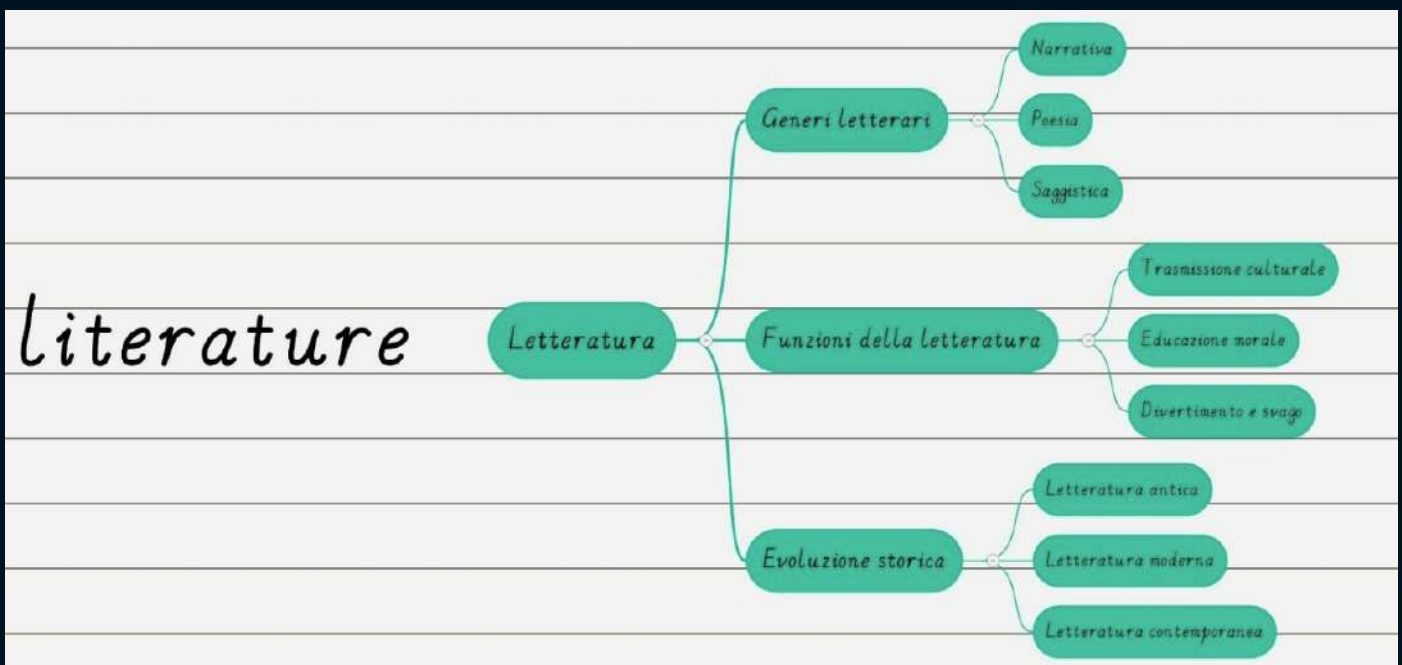 literature
Letteratura
Generi letterari
Narrativa
Poesia
Saggistica
Funzioni della letteratura
Trasmissione culturale
Educazione morale
Divertimento e svago
Evoluzione storica
Letteratura antica
Letteratura moderna
Letteratura contemporanea